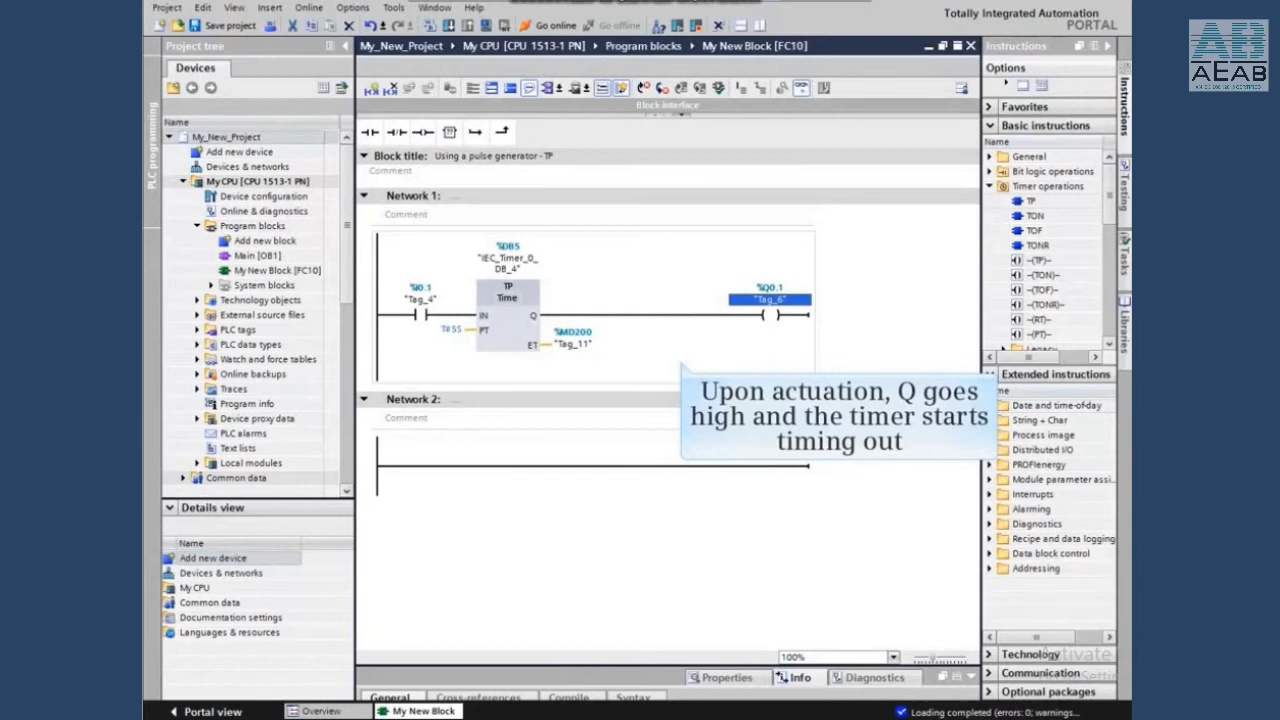 Project Edit View Insert Online Options Tools Window Help
Totally Integrated Automation
PORTAL
Save project
Go online
Go offline
AEAB
Project tree
My_New_Project My CPU [CPU 1513-1 PN] Program blocks My New Block [FC10]
Instructions
Devices
Options
PLC programming
Block interface
Favorites
Basic instructions
Name
My_New_Project
Add new device
Devices & networks
My CPU [CPU 1513-1 PN]
Device configuration
Online & diagnostics
Program blocks
Add new block
Main [OB1]
My New Block [FC10]
System blocks
Technology objects
External source files
PLC tags
PLC data types
Watch and force tables
Online backups
Traces
Program info
Device proxy data
PLC alarms
Text lists
Local modules
Common data
Details view
Name
Add new device
Devices & networks
My CPU
Common data
Documentation settings
Languages & resources
Block title: Using a pulse generator - TP
Comment
Network 1:
Comment
%DB5
"IEC_Timer_0_
DB_4"
TP
Time
%I0.1
"Tag_4"
%Q0.1
"Tag_6"
IN
Q
PT
%MD200
ET
"Tag_11"
Network 2:
Comment
Upon actuation, Q goes
high and the timer starts
timing out
Name
General
Bit logic operations
Timer operations
TP
TON
TOF
TONR
-(TP)-
-(TON)-
-(TOF)-
-(TONR)-
-(RT)-
-(PT)-
Legacy
Extended instructions
Date and time-of-day
String + Char
Process image
Distributed I/O
PROFIenergy
Module parameter assi...
Interrupts
Alarming
Diagnostics
Recipe and data logging
Data block control
Addressing
Technology
Communication
Optional packages
Instructions
Testing
Tasks
Libraries
100%
Properties Info Diagnostics
General Cross-references Compile Syntax
Portal view Overview My New Block
Loading completed (errors: 0; warnings...